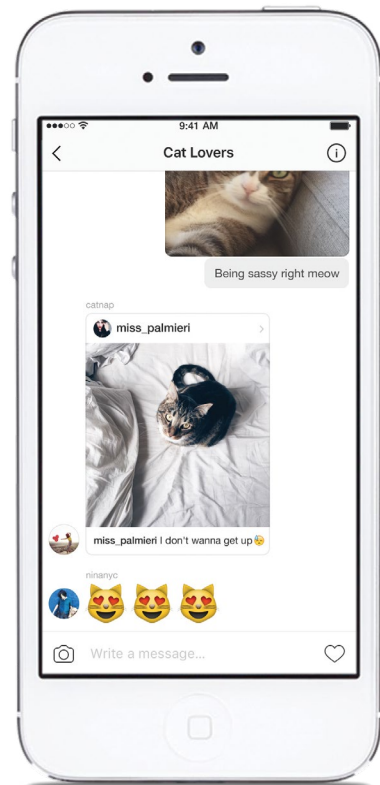 9:41 AM
Cat Lovers
Being sassy right meow
catnap
miss_palmieri
miss_palmieri I don't wanna get up😓
ninanyc
😻 😻 😻
Write a message...